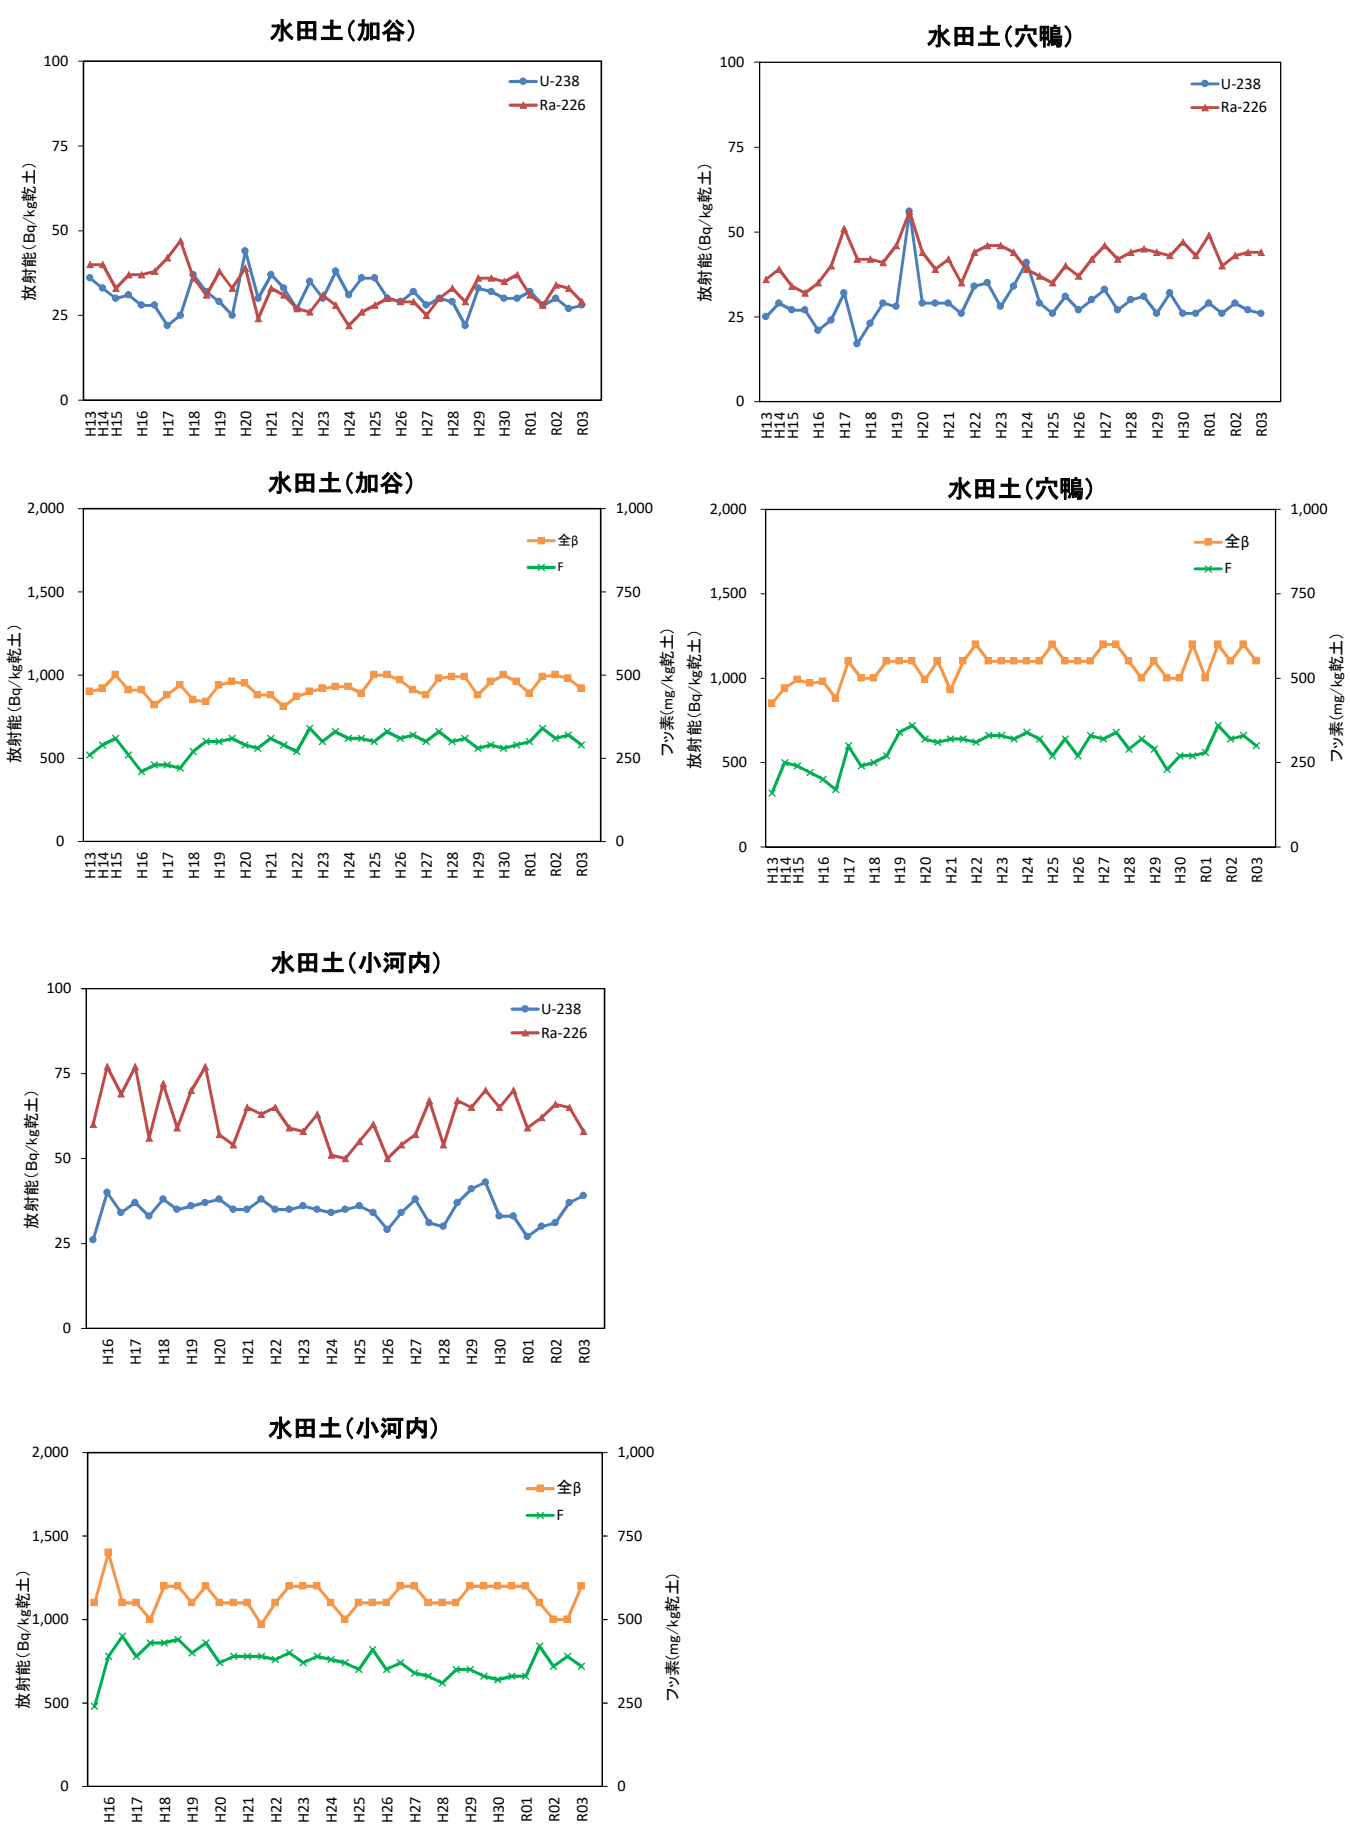 水田土（加谷）
100
75
50
25
0
放射能（Bq/kg乾土）
U-238
Ra-226
H13
H14
H15
H16
H17
H18
H19
H20
H21
H22
H23
H24
H25
H26
H27
H28
H29
H30
R01
R02
R03
水田土（穴鴨）
100
75
50
25
0
放射能（Bq/kg乾土）
U-238
Ra-226
H13
H14
H15
H16
H17
H18
H19
H20
H21
H22
H23
H24
H25
H26
H27
H28
H29
H30
R01
R02
R03
水田土（加谷）
2,000
1,500
1,000
500
0
放射能（Bq/kg乾土）
全β
F
1,000
750
500
250
0
フッ素(mg/kg乾土）
H13
H14
H15
H16
H17
H18
H19
H20
H21
H22
H23
H24
H25
H26
H27
H28
H29
H30
R01
R02
R03
水田土（穴鴨）
2,000
1,500
1,000
500
0
放射能（Bq/kg乾土）
全β
F
1,000
750
500
250
0
フッ素(mg/kg乾土）
H13
H14
H15
H16
H17
H18
H19
H20
H21
H22
H23
H24
H25
H26
H27
H28
H29
H30
R01
R02
R03
水田土（小河内）
100
75
50
25
0
放射能（Bq/kg乾土）
U-238
Ra-226
H16
H17
H18
H19
H20
H21
H22
H23
H24
H25
H26
H27
H28
H29
H30
R01
R02
R03
水田土（小河内）
2,000
1,500
1,000
500
0
放射能（Bq/kg乾土）
全β
F
1,000
750
500
250
0
フッ素(mg/kg乾土）
H16
H17
H18
H19
H20
H21
H22
H23
H24
H25
H26
H27
H28
H29
H30
R01
R02
R03